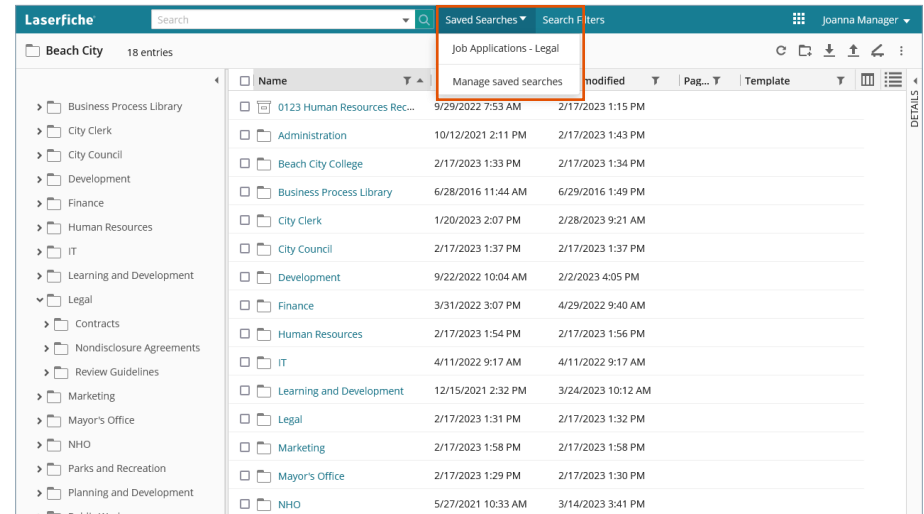 Laserfiche Search Saved Searches Search Filters Joanna Manager
Beach City 18 entries
Job Applications - Legal
Manage saved searches
Name modified Pag... Template
DETAILS
Business Process Library
City Clerk
City Council
Development
Finance
Human Resources
IT
Learning and Development
Legal
Contracts
Nondisclosure Agreements
Review Guidelines
Marketing
Mayor's Office
NHO
Parks and Recreation
Planning and Development
0123 Human Resources Rec... 9/29/2022 7:53 AM 2/17/2023 1:15 PM
Administration 10/12/2021 2:11 PM 2/17/2023 1:43 PM
Beach City College 2/17/2023 1:33 PM 2/17/2023 1:34 PM
Business Process Library 6/28/2016 11:44 AM 6/29/2016 1:49 PM
City Clerk 1/20/2023 2:07 PM 2/28/2023 9:21 AM
City Council 2/17/2023 1:37 PM 2/17/2023 1:37 PM
Development 9/22/2022 10:04 AM 2/2/2023 4:05 PM
Finance 3/31/2022 3:07 PM 4/29/2022 9:40 AM
Human Resources 2/17/2023 1:54 PM 2/17/2023 1:56 PM
IT 4/11/2022 9:17 AM 4/11/2022 9:17 AM
Learning and Development 12/15/2021 2:32 PM 3/24/2023 10:12 AM
Legal 2/17/2023 1:31 PM 2/17/2023 1:32 PM
Marketing 2/17/2023 1:58 PM 2/17/2023 1:58 PM
Mayor's Office 2/17/2023 1:29 PM 2/17/2023 1:30 PM
NHO 5/27/2021 10:33 AM 3/14/2023 3:41 PM